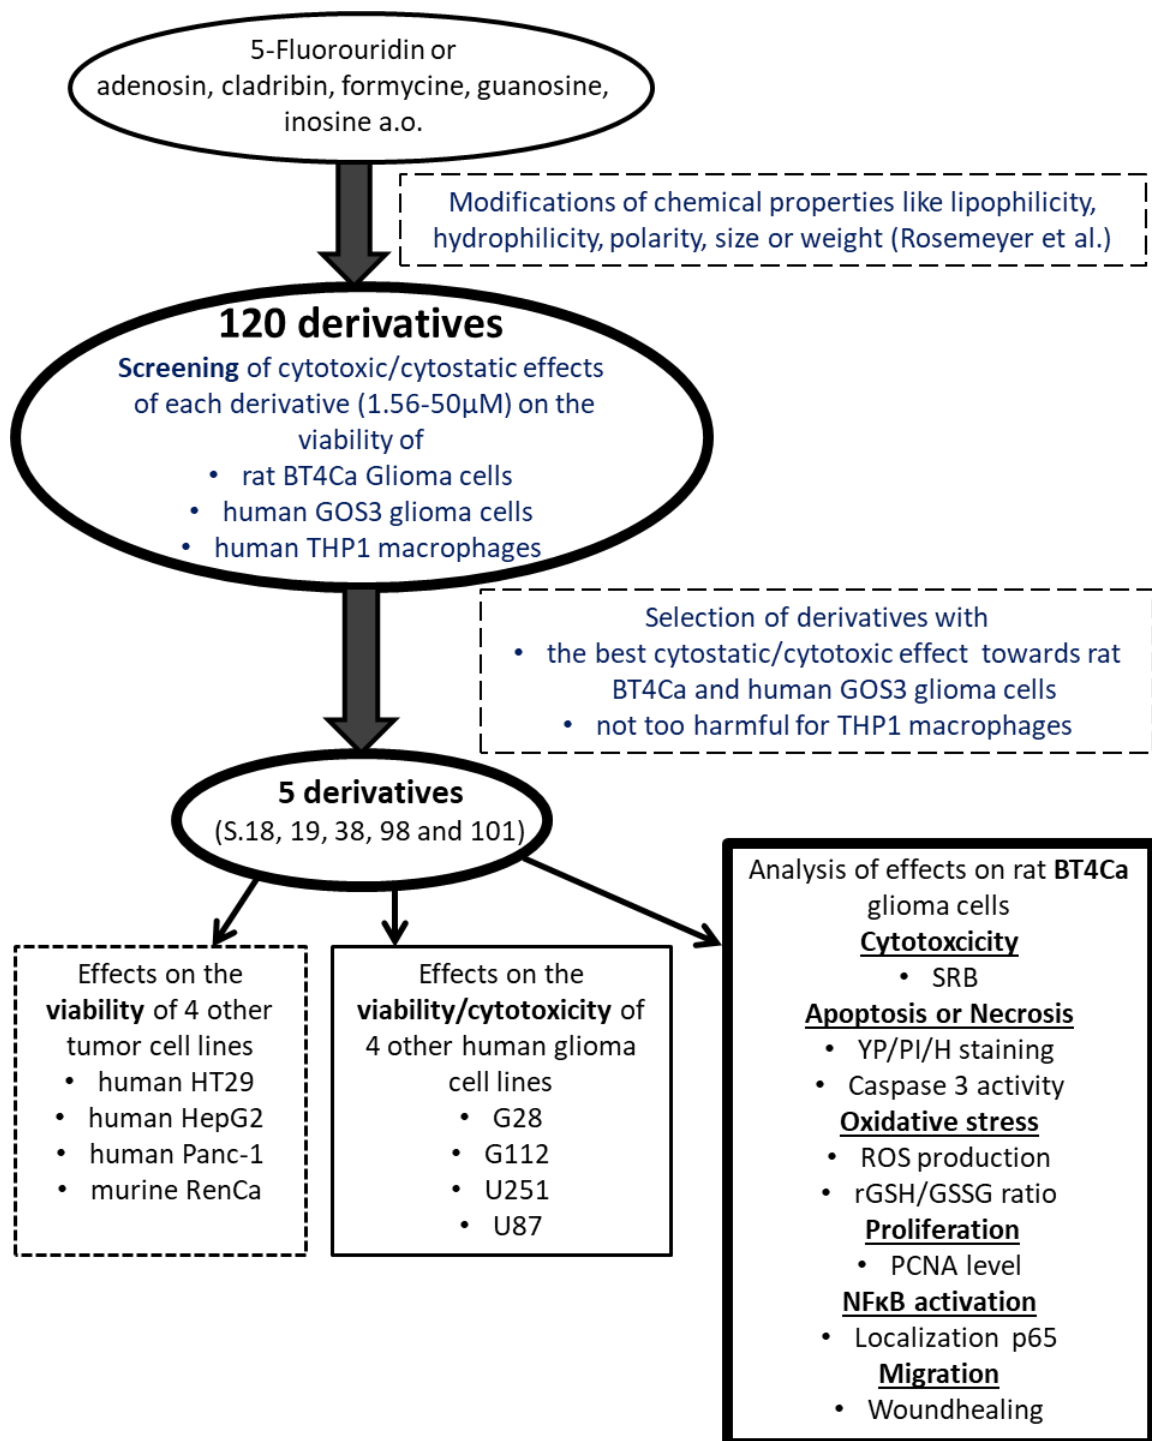 5-Fluorouridin or
adenosin, cladribin, formycine, guanosine,
inosine a.o.
Modifications of chemical properties like lipophilicity,
hydrophilicity, polarity, size or weight (Rosemeyer et al.)
120 derivatives
Screening of cytotoxic/cytostatic effects
of each derivative (1.56-50µM) on the
viability of
• rat BT4Ca Glioma cells
• human GOS3 glioma cells
• human THP1 macrophages
Selection of derivatives with
• the best cytostatic/cytotoxic effect towards rat
BT4Ca and human GOS3 glioma cells
• not too harmful for THP1 macrophages
5 derivatives
(S.18, 19, 38, 98 and 101)
Effects on the
viability of 4 other
tumor cell lines
• human HT29
• human HepG2
• human Panc-1
• murine RenCa
Effects on the
viability/cytotoxicity of
4 other human glioma
cell lines
• G28
• G112
• U251
• U87
Analysis of effects on rat BT4Ca
glioma cells
Cytotoxcicity
• SRB
Apoptosis or Necrosis
• YP/PI/H staining
• Caspase 3 activity
Oxidative stress
• ROS production
• rGSH/GSSG ratio
Proliferation
• PCNA level
NFκB activation
• Localization p65
Migration
• Woundhealing